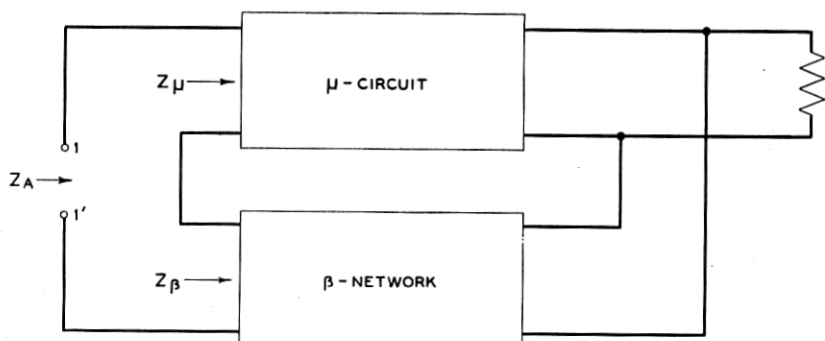 Zμ
μ - CIRCUIT
1
ZA
1′
Zβ
β - NETWORK